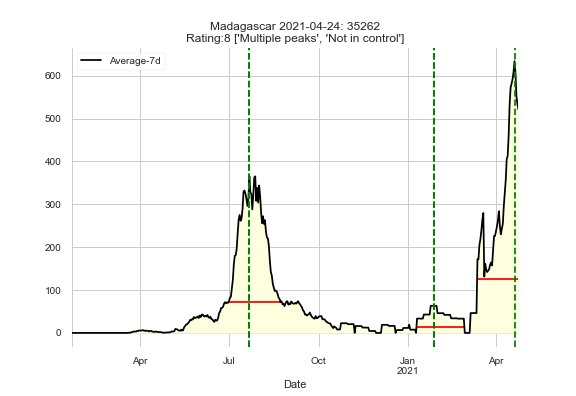 Madagascar 2021-04-24: 35262
Rating:8 ['Multiple peaks', 'Not in control']
Average-7d
600
500
400
300
200
100
0
Apr
Jul
Oct
Jan
2021
Apr
Date